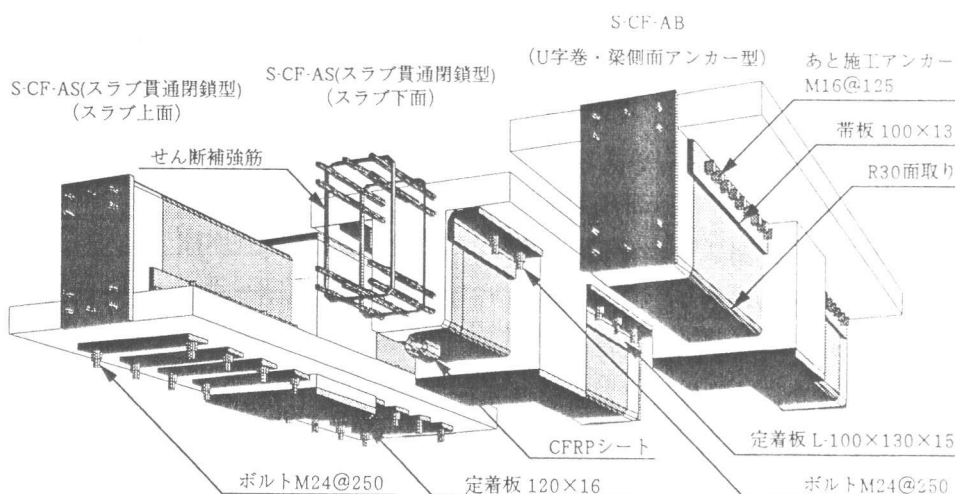 S-CF-AB
(U字巻・梁側面アンカー型)
S-CF-AS(スラブ貫通閉鎖型)
(スラブ下面)
S-CF-AS(スラブ貫通閉鎖型)
(スラブ上面)
あと施工アンカー
M16@125
帯板 100×13
せん断補強筋
R30面取り
CFRPシート
定着板 L-100×130×15
ボルトM24@250
定着板 120×16
ボルトM24@250